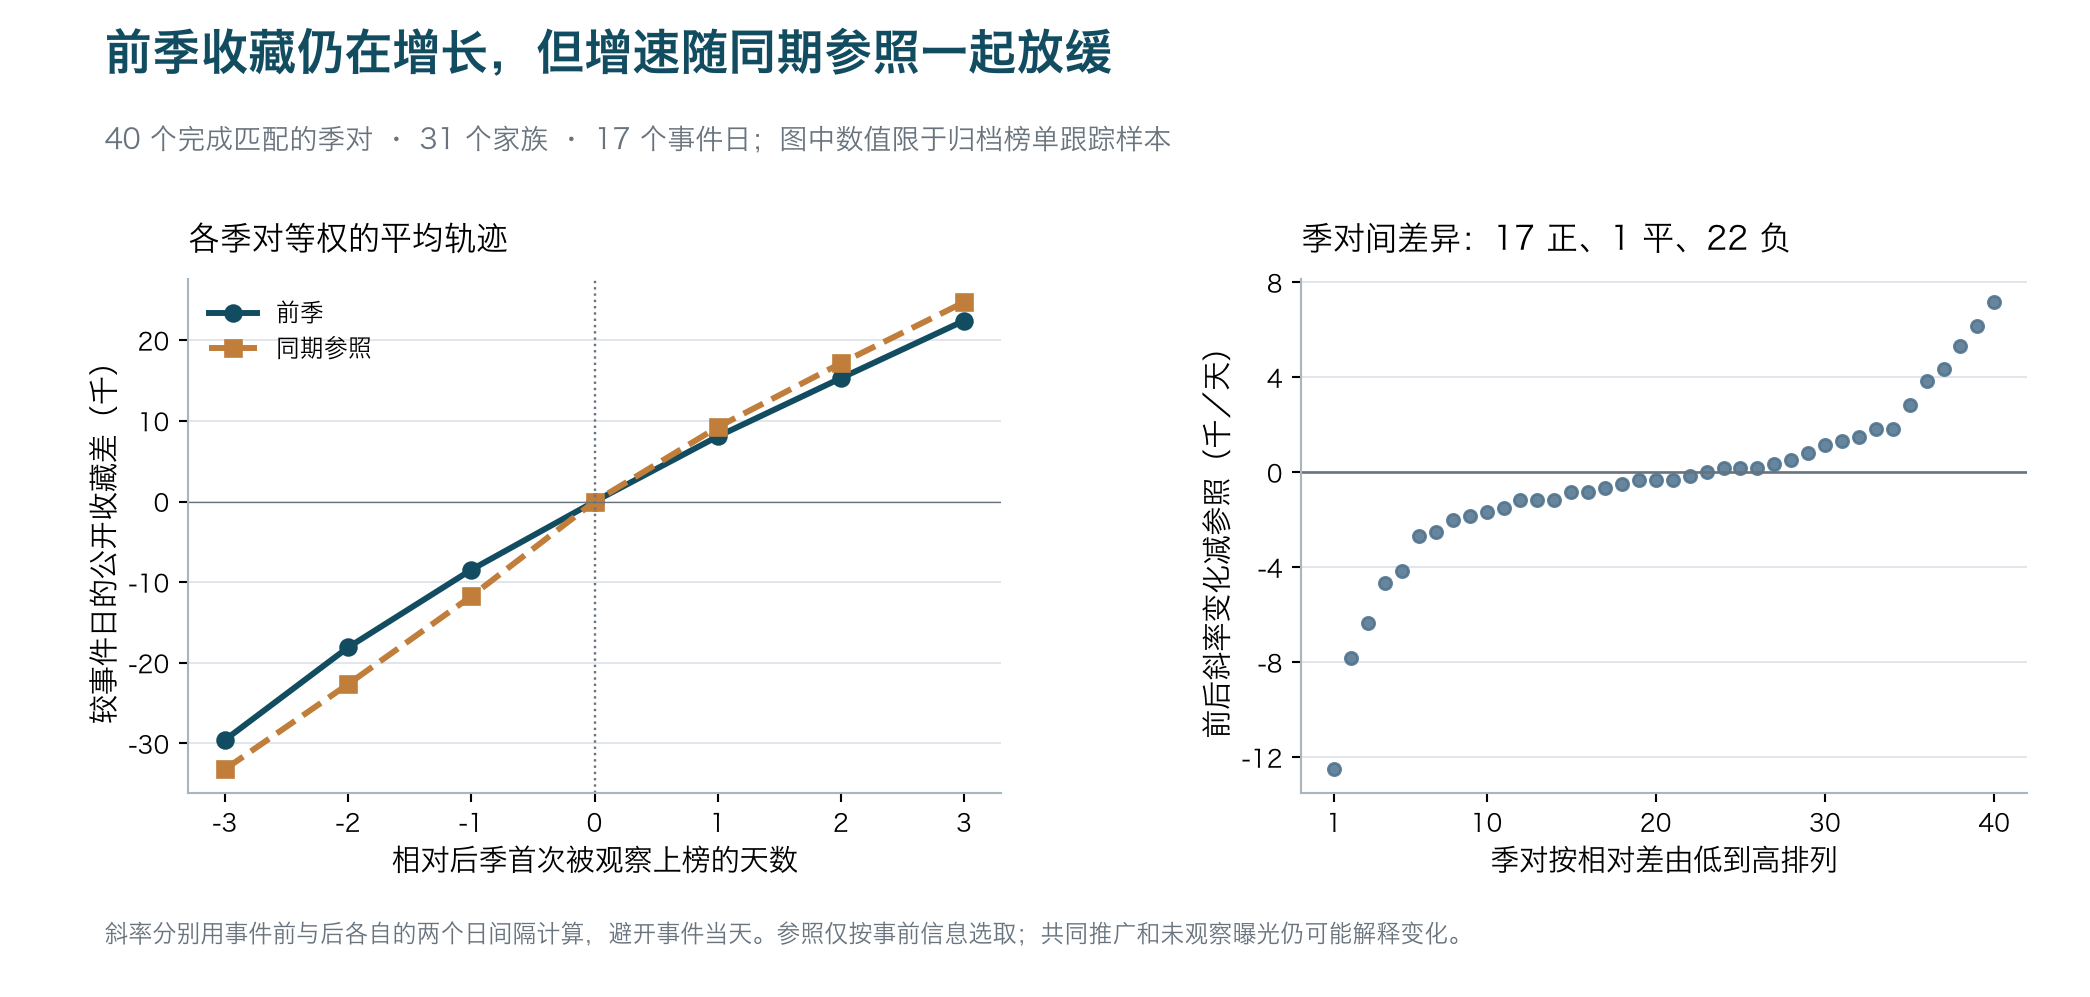 前季收藏仍在增长，但增速随同期参照一起放缓
40 个完成匹配的季对 · 31 个家族 · 17 个事件日；图中数值限于归档榜单跟踪样本
各季对等权的平均轨迹
前季
同期参照
较事件日的公开收藏差（千）
20
10
0
-10
-20
-30
-3
-2
-1
0
1
2
3
相对后季首次被观察上榜的天数
季对间差异：17 正、1 平、22 负
前后斜率变化减参照（千／天）
8
4
0
-4
-8
-12
1
10
20
30
40
季对按相对差由低到高排列
斜率分别用事件前与后各自的两个日间隔计算，避开事件当天。参照仅按事前信息选取；共同推广和未观察曝光仍可能解释变化。